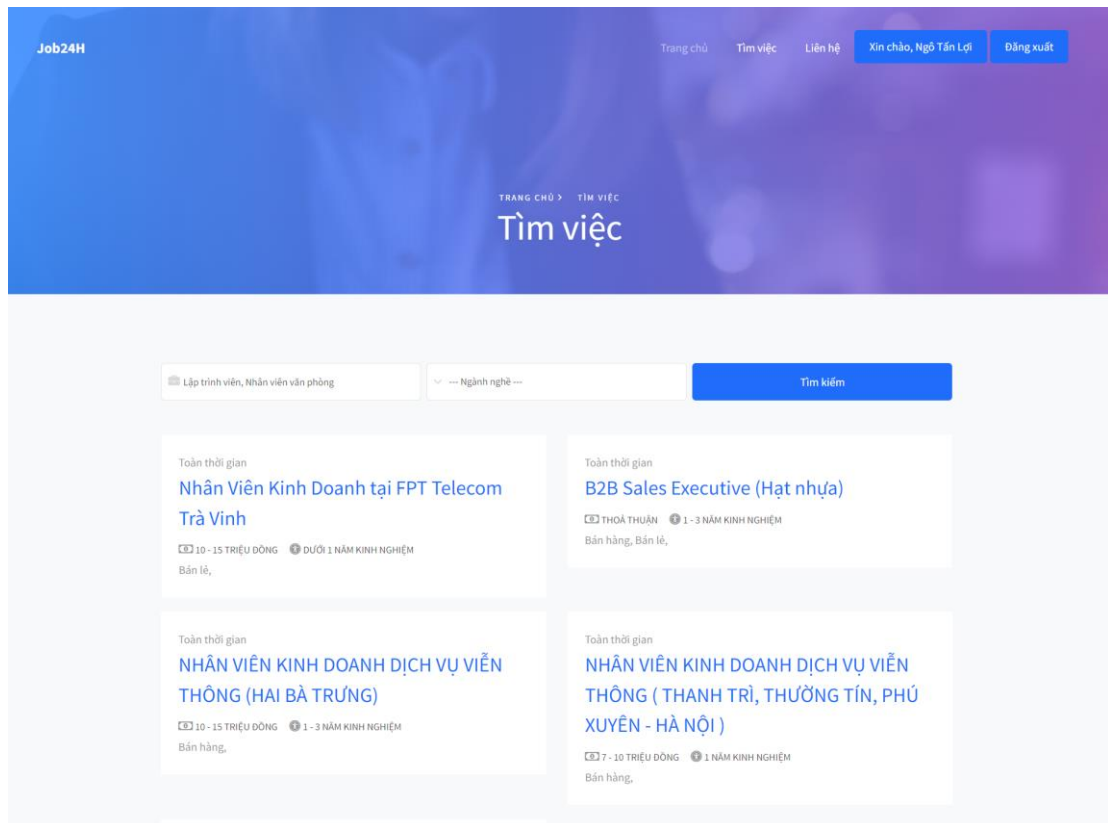 Job24H
Trang chủ
Tìm việc
Liên hệ
Xin chào, Ngô Tấn Lợi
Đăng xuất
TRANG CHỦ > TÌM VIỆC
Tìm việc
Lập trình viên, Nhân viên văn phòng
--- Ngành nghề ---
Tìm kiếm
Toàn thời gian
Nhân Viên Kinh Doanh tại FPT Telecom
Trà Vinh
10 - 15 TRIỆU ĐỒNG
DƯỚI 1 NĂM KINH NGHIỆM
Bán lẻ,
Toàn thời gian
B2B Sales Executive (Hạt nhựa)
THOẢ THUẬN
1 - 3 NĂM KINH NGHIỆM
Bán hàng, Bán lẻ,
Toàn thời gian
NHÂN VIÊN KINH DOANH DỊCH VỤ VIỄN
THÔNG (HAI BÀ TRƯNG)
10 - 15 TRIỆU ĐỒNG
1 - 3 NĂM KINH NGHIỆM
Bán hàng,
Toàn thời gian
NHÂN VIÊN KINH DOANH DỊCH VỤ VIỄN
THÔNG ( THANH TRÌ, THƯỜNG TÍN, PHÚ
XUYÊN - HÀ NỘI )
7 - 10 TRIỆU ĐỒNG
1 NĂM KINH NGHIỆM
Bán hàng,